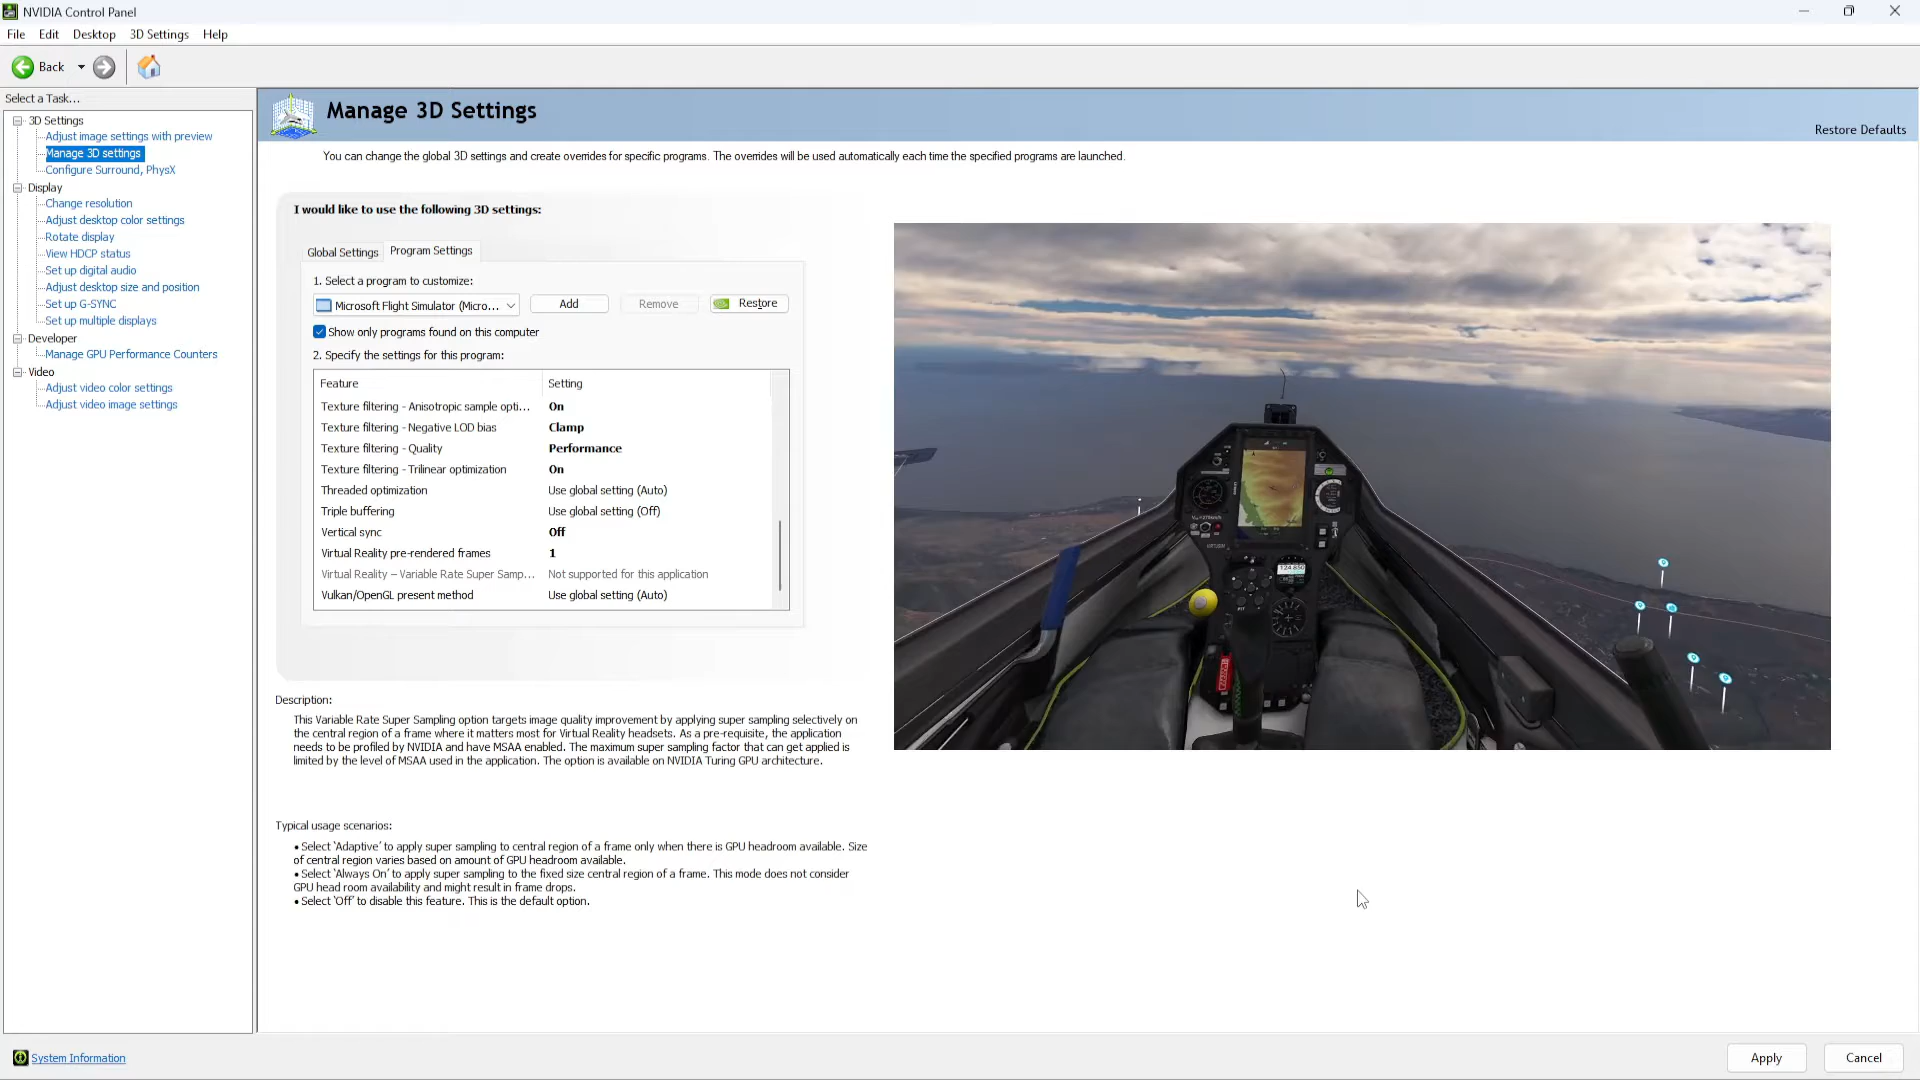 NVIDIA Control Panel
File Edit Desktop 3D Settings Help
Back
Select a Task...
3D Settings
Adjust image settings with preview
Manage 3D settings
Configure Surround, PhysX
Display
Change resolution
Adjust desktop color settings
Rotate display
View HDCP status
Set up digital audio
Adjust desktop size and position
Set up G-SYNC
Set up multiple displays
Developer
Manage GPU Performance Counters
Video
Adjust video color settings
Adjust video image settings
System Information
Manage 3D Settings
Restore Defaults
You can change the global 3D settings and create overrides for specific programs. The overrides will be used automatically each time the specified programs are launched.
I would like to use the following 3D settings:
Global Settings Program Settings
1. Select a program to customize:
Microsoft Flight Simulator (Micro... Add Remove Restore
Show only programs found on this computer
2. Specify the settings for this program:
Feature Setting
Texture filtering - Anisotropic sample opti... On
Texture filtering - Negative LOD bias Clamp
Texture filtering - Quality Performance
Texture filtering - Trilinear optimization On
Threaded optimization Use global setting (Auto)
Triple buffering Use global setting (Off)
Vertical sync Off
Virtual Reality pre-rendered frames 1
Virtual Reality – Variable Rate Super Samp... Not supported for this application
Vulkan/OpenGL present method Use global setting (Auto)
124.850
Description:
This Variable Rate Super Sampling option targets image quality improvement by applying super sampling selectively on
the central region of a frame where it matters most for Virtual Reality headsets. As a pre-requisite, the application
needs to be profiled by NVIDIA and have MSAA enabled. The maximum super sampling factor that can get applied is
limited by the level of MSAA used in the application. The option is available on NVIDIA Turing GPU architecture.
Typical usage scenarios:
• Select 'Adaptive' to apply super sampling to central region of a frame only when there is GPU headroom available. Size
of central region varies based on amount of GPU headroom available.
• Select 'Always On' to apply super sampling to the fixed size central region of a frame. This mode does not consider
GPU head room availability and might result in frame drops.
• Select 'Off' to disable this feature. This is the default option.
Apply Cancel